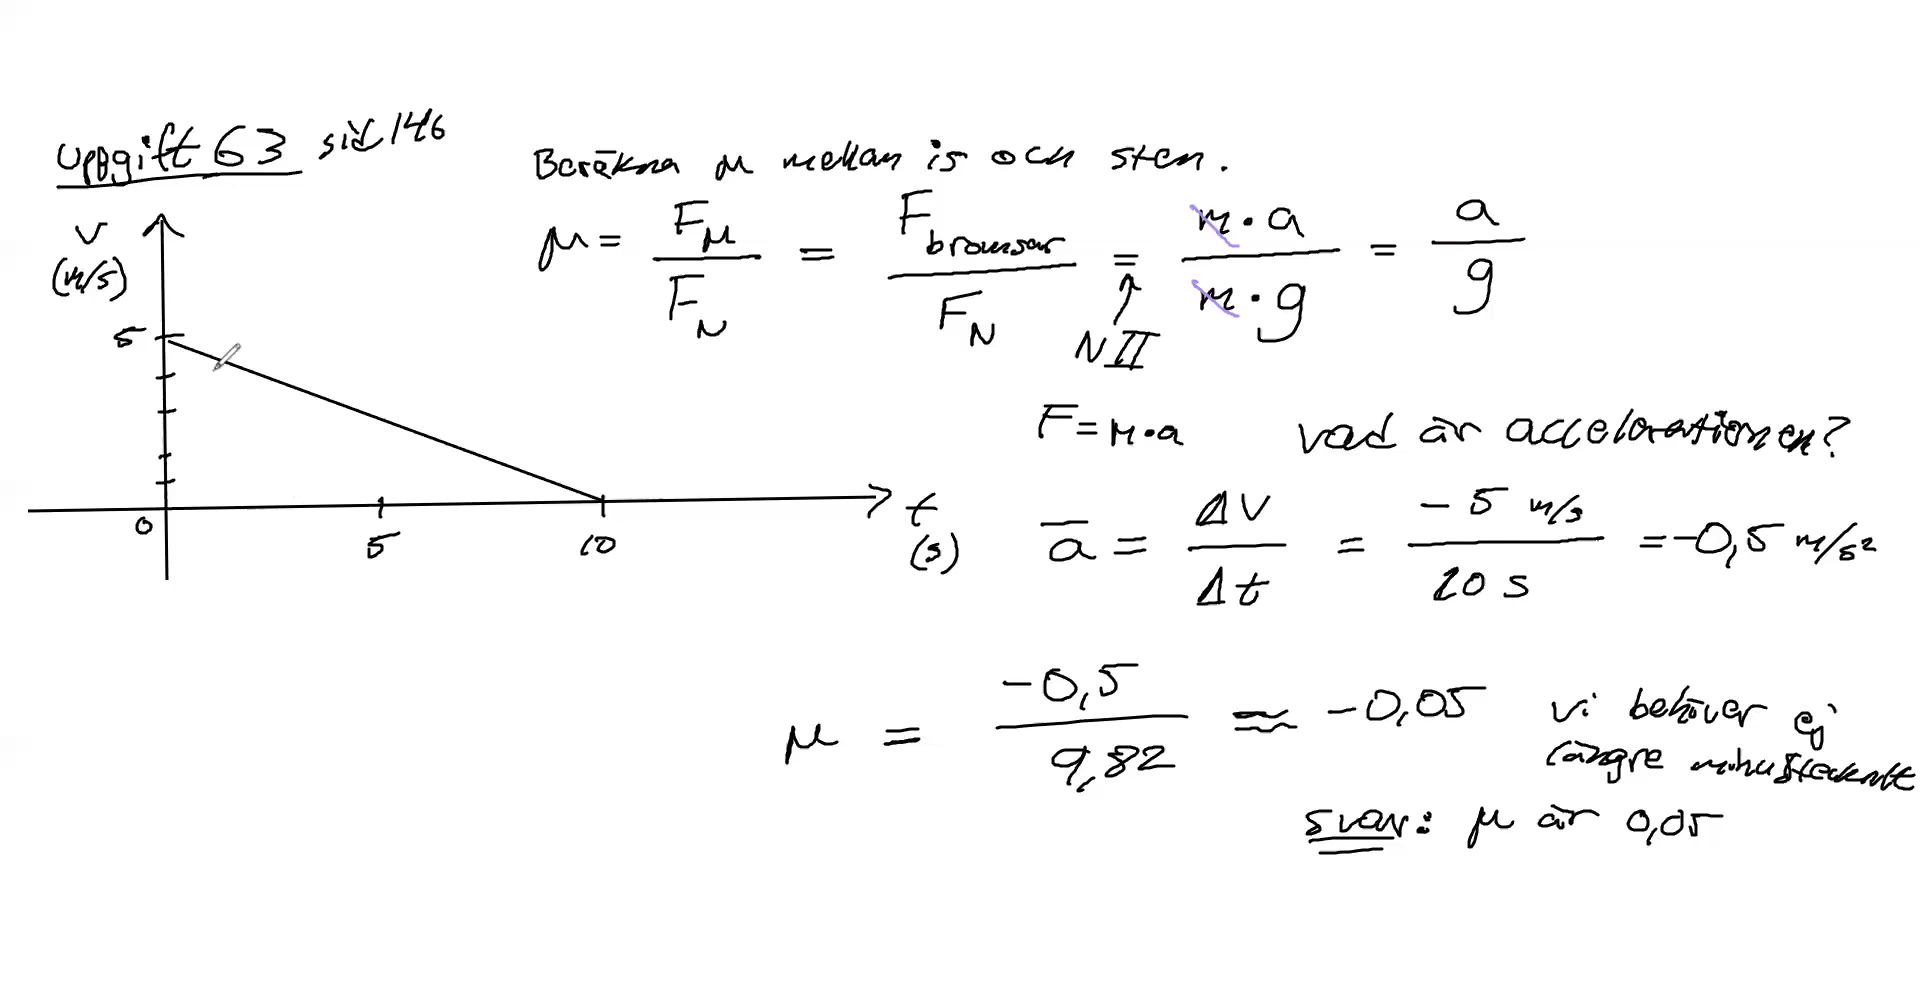 Uppgift 63 sid 146
Beräkna μ mellan is och sten.
μ = Fμ / FN = Fbromsar / FN = m · a / m · g = a / g
NII
v
(m/s)
5
0
5
10
t
(s)
F = m · a
vad är accelerationen?
a = Δv / Δt = -5 m/s / 10 s = -0,5 m/s²
μ = -0,5 / 9,82 ≈ -0,05
vi behöver ej
längre minustecknet
Svar: μ är 0,05